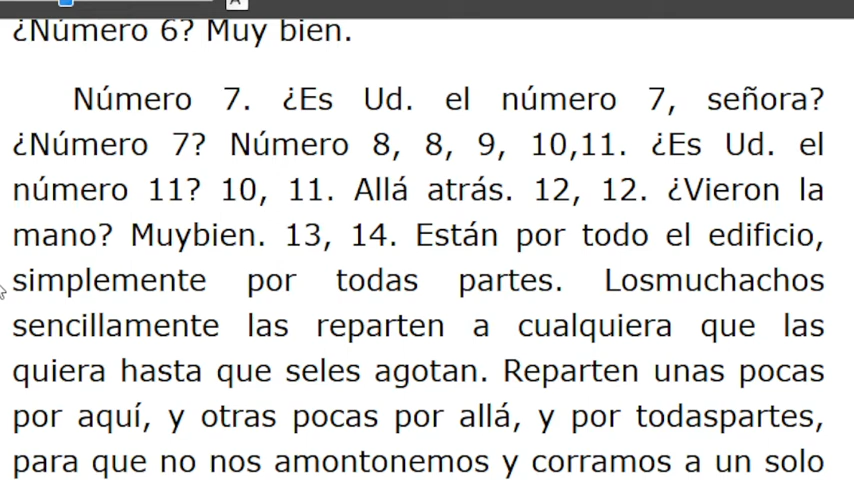 A
¿Número 6? Muy bien.
Número 7. ¿Es Ud. el número 7, señora?
¿Número 7? Número 8, 8, 9, 10,11. ¿Es Ud. el
número 11? 10, 11. Allá atrás. 12, 12. ¿Vieron la
mano? Muybien. 13, 14. Están por todo el edificio,
simplemente por todas partes. Losmuchachos
sencillamente las reparten a cualquiera que las
quiera hasta que seles agotan. Reparten unas pocas
por aquí, y otras pocas por allá, y por todaspartes,
para que no nos amontonemos y corramos a un solo